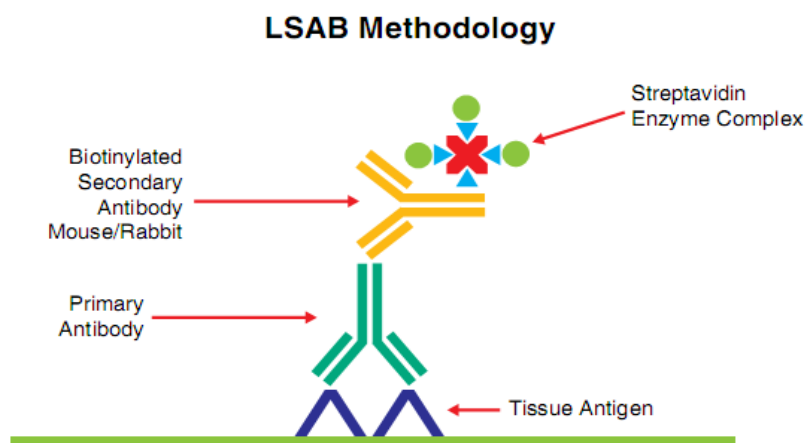 LSAB Methodology
Streptavidin
Enzyme Complex
Biotinylated
Secondary
Antibody
Mouse/Rabbit
Primary
Antibody
Tissue Antigen